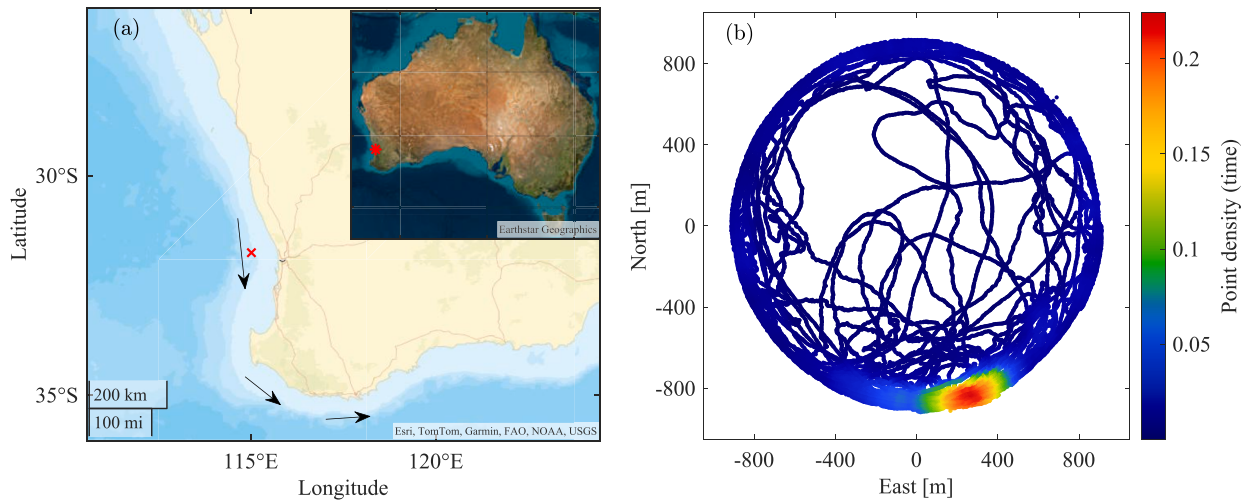 (a)
Latitude
30°S
35°S
200 km
100 mi
115°E
120°E
Longitude
Earthstar Geographics
Esri, TomTom, Garmin, FAO, NOAA, USGS
(b)
North [m]
800
400
0
-400
-800
-800
-400
0
400
800
East [m]
0.2
0.15
0.1
0.05
Point density (time)